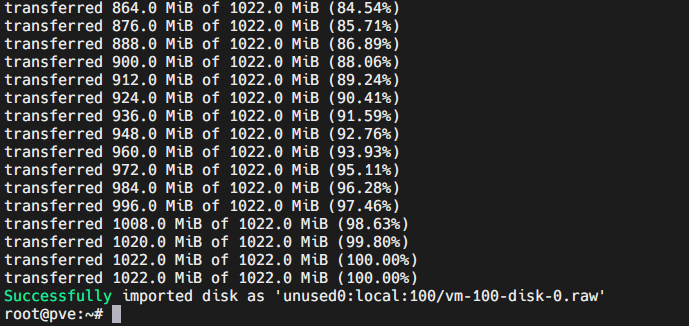 transferred 864.0 MiB of 1022.0 MiB (84.54%)
transferred 876.0 MiB of 1022.0 MiB (85.71%)
transferred 888.0 MiB of 1022.0 MiB (86.89%)
transferred 900.0 MiB of 1022.0 MiB (88.06%)
transferred 912.0 MiB of 1022.0 MiB (89.24%)
transferred 924.0 MiB of 1022.0 MiB (90.41%)
transferred 936.0 MiB of 1022.0 MiB (91.59%)
transferred 948.0 MiB of 1022.0 MiB (92.76%)
transferred 960.0 MiB of 1022.0 MiB (93.93%)
transferred 972.0 MiB of 1022.0 MiB (95.11%)
transferred 984.0 MiB of 1022.0 MiB (96.28%)
transferred 996.0 MiB of 1022.0 MiB (97.46%)
transferred 1008.0 MiB of 1022.0 MiB (98.63%)
transferred 1020.0 MiB of 1022.0 MiB (99.80%)
transferred 1022.0 MiB of 1022.0 MiB (100.00%)
transferred 1022.0 MiB of 1022.0 MiB (100.00%)
Successfully imported disk as 'unused0:local:100/vm-100-disk-0.raw'
root@pve:~#